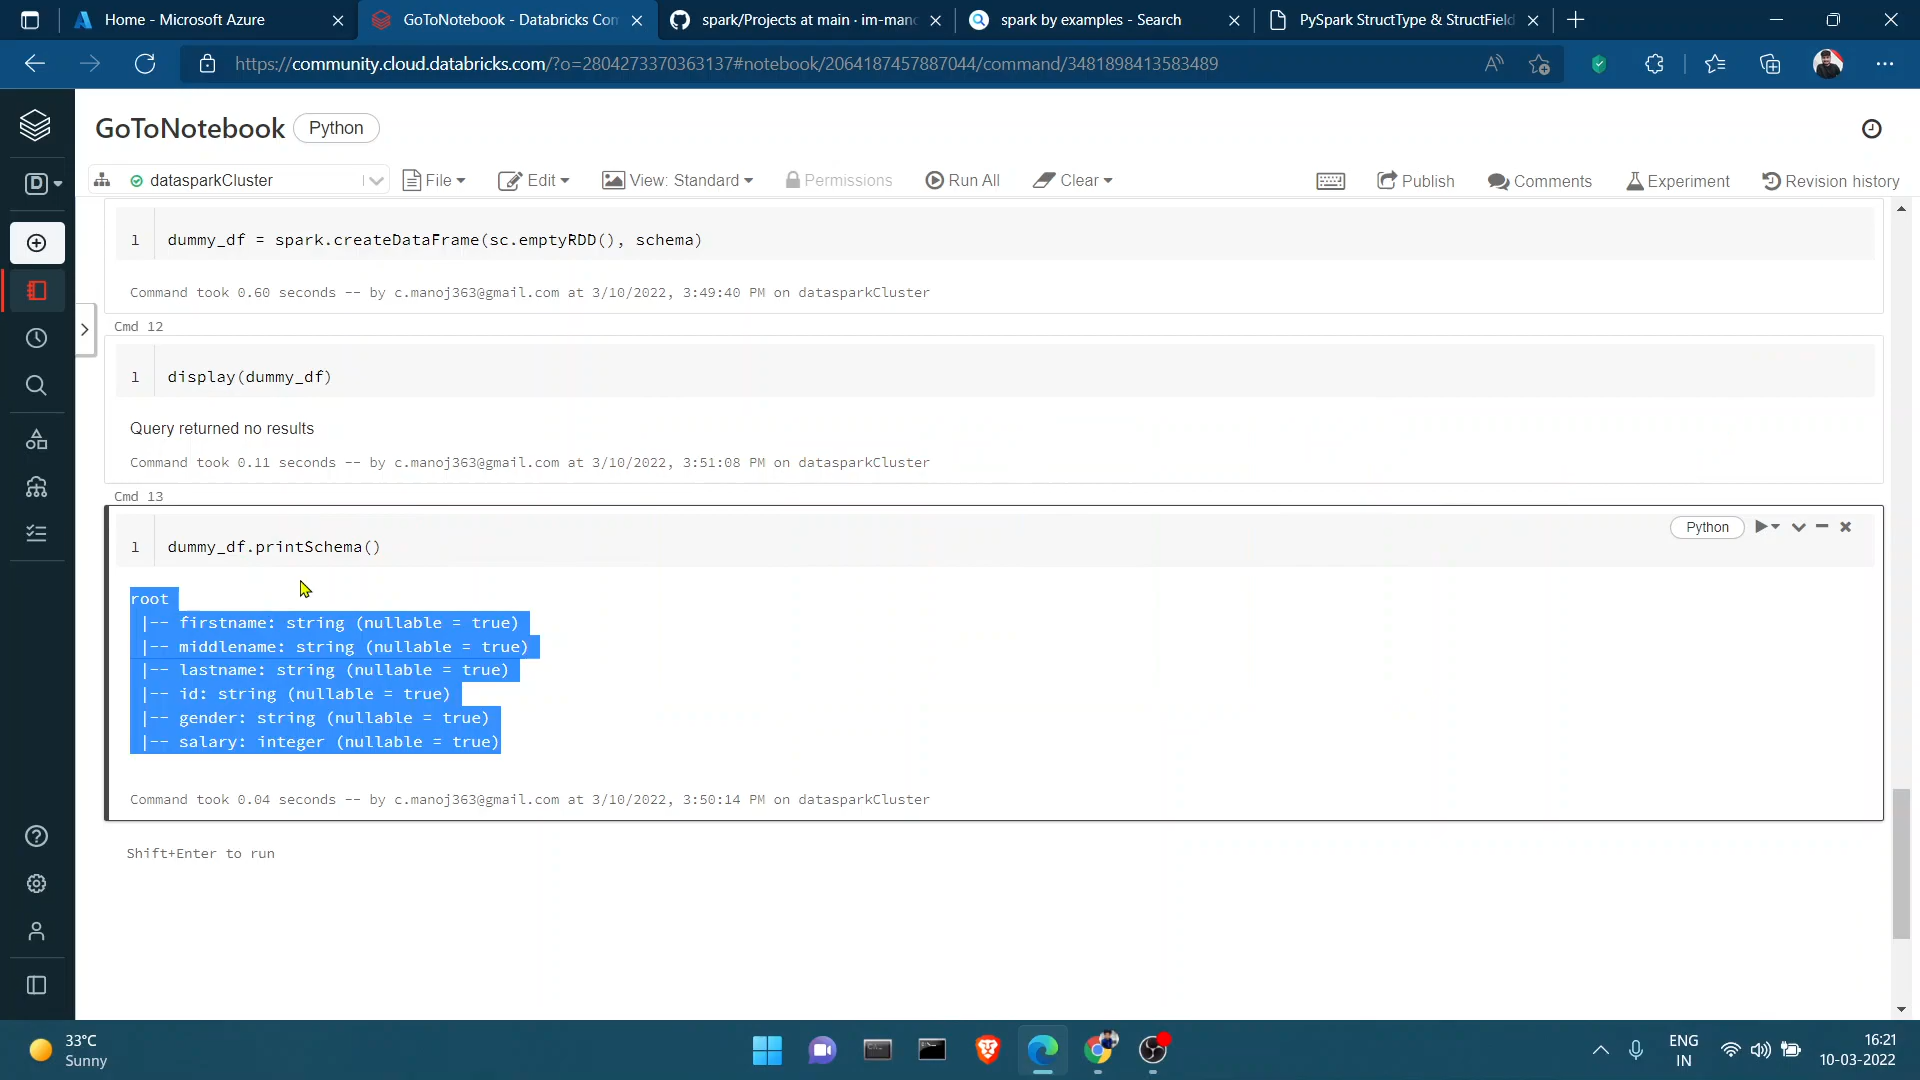 Home - Microsoft Azure
GoToNotebook - Databricks Com
spark/Projects at main · im-mano
spark by examples - Search
PySpark StructType & StructField
https://community.cloud.databricks.com/?o=2804273370363137#notebook/2064187457887044/command/3481898413583489
GoToNotebook Python
datasparkCluster File Edit View: Standard Permissions Run All Clear Publish Comments Experiment Revision history
D
1 dummy_df = spark.createDataFrame(sc.emptyRDD(), schema)
Command took 0.60 seconds -- by c.manoj363@gmail.com at 3/10/2022, 3:49:40 PM on datasparkCluster
Cmd 12
1 display(dummy_df)
Query returned no results
Command took 0.11 seconds -- by c.manoj363@gmail.com at 3/10/2022, 3:51:08 PM on datasparkCluster
Cmd 13
Python
1 dummy_df.printSchema()
root
|-- firstname: string (nullable = true)
|-- middlename: string (nullable = true)
|-- lastname: string (nullable = true)
|-- id: string (nullable = true)
|-- gender: string (nullable = true)
|-- salary: integer (nullable = true)
Command took 0.04 seconds -- by c.manoj363@gmail.com at 3/10/2022, 3:50:14 PM on datasparkCluster
Shift+Enter to run
33°C
Sunny
ENG
IN
16:21
10-03-2022